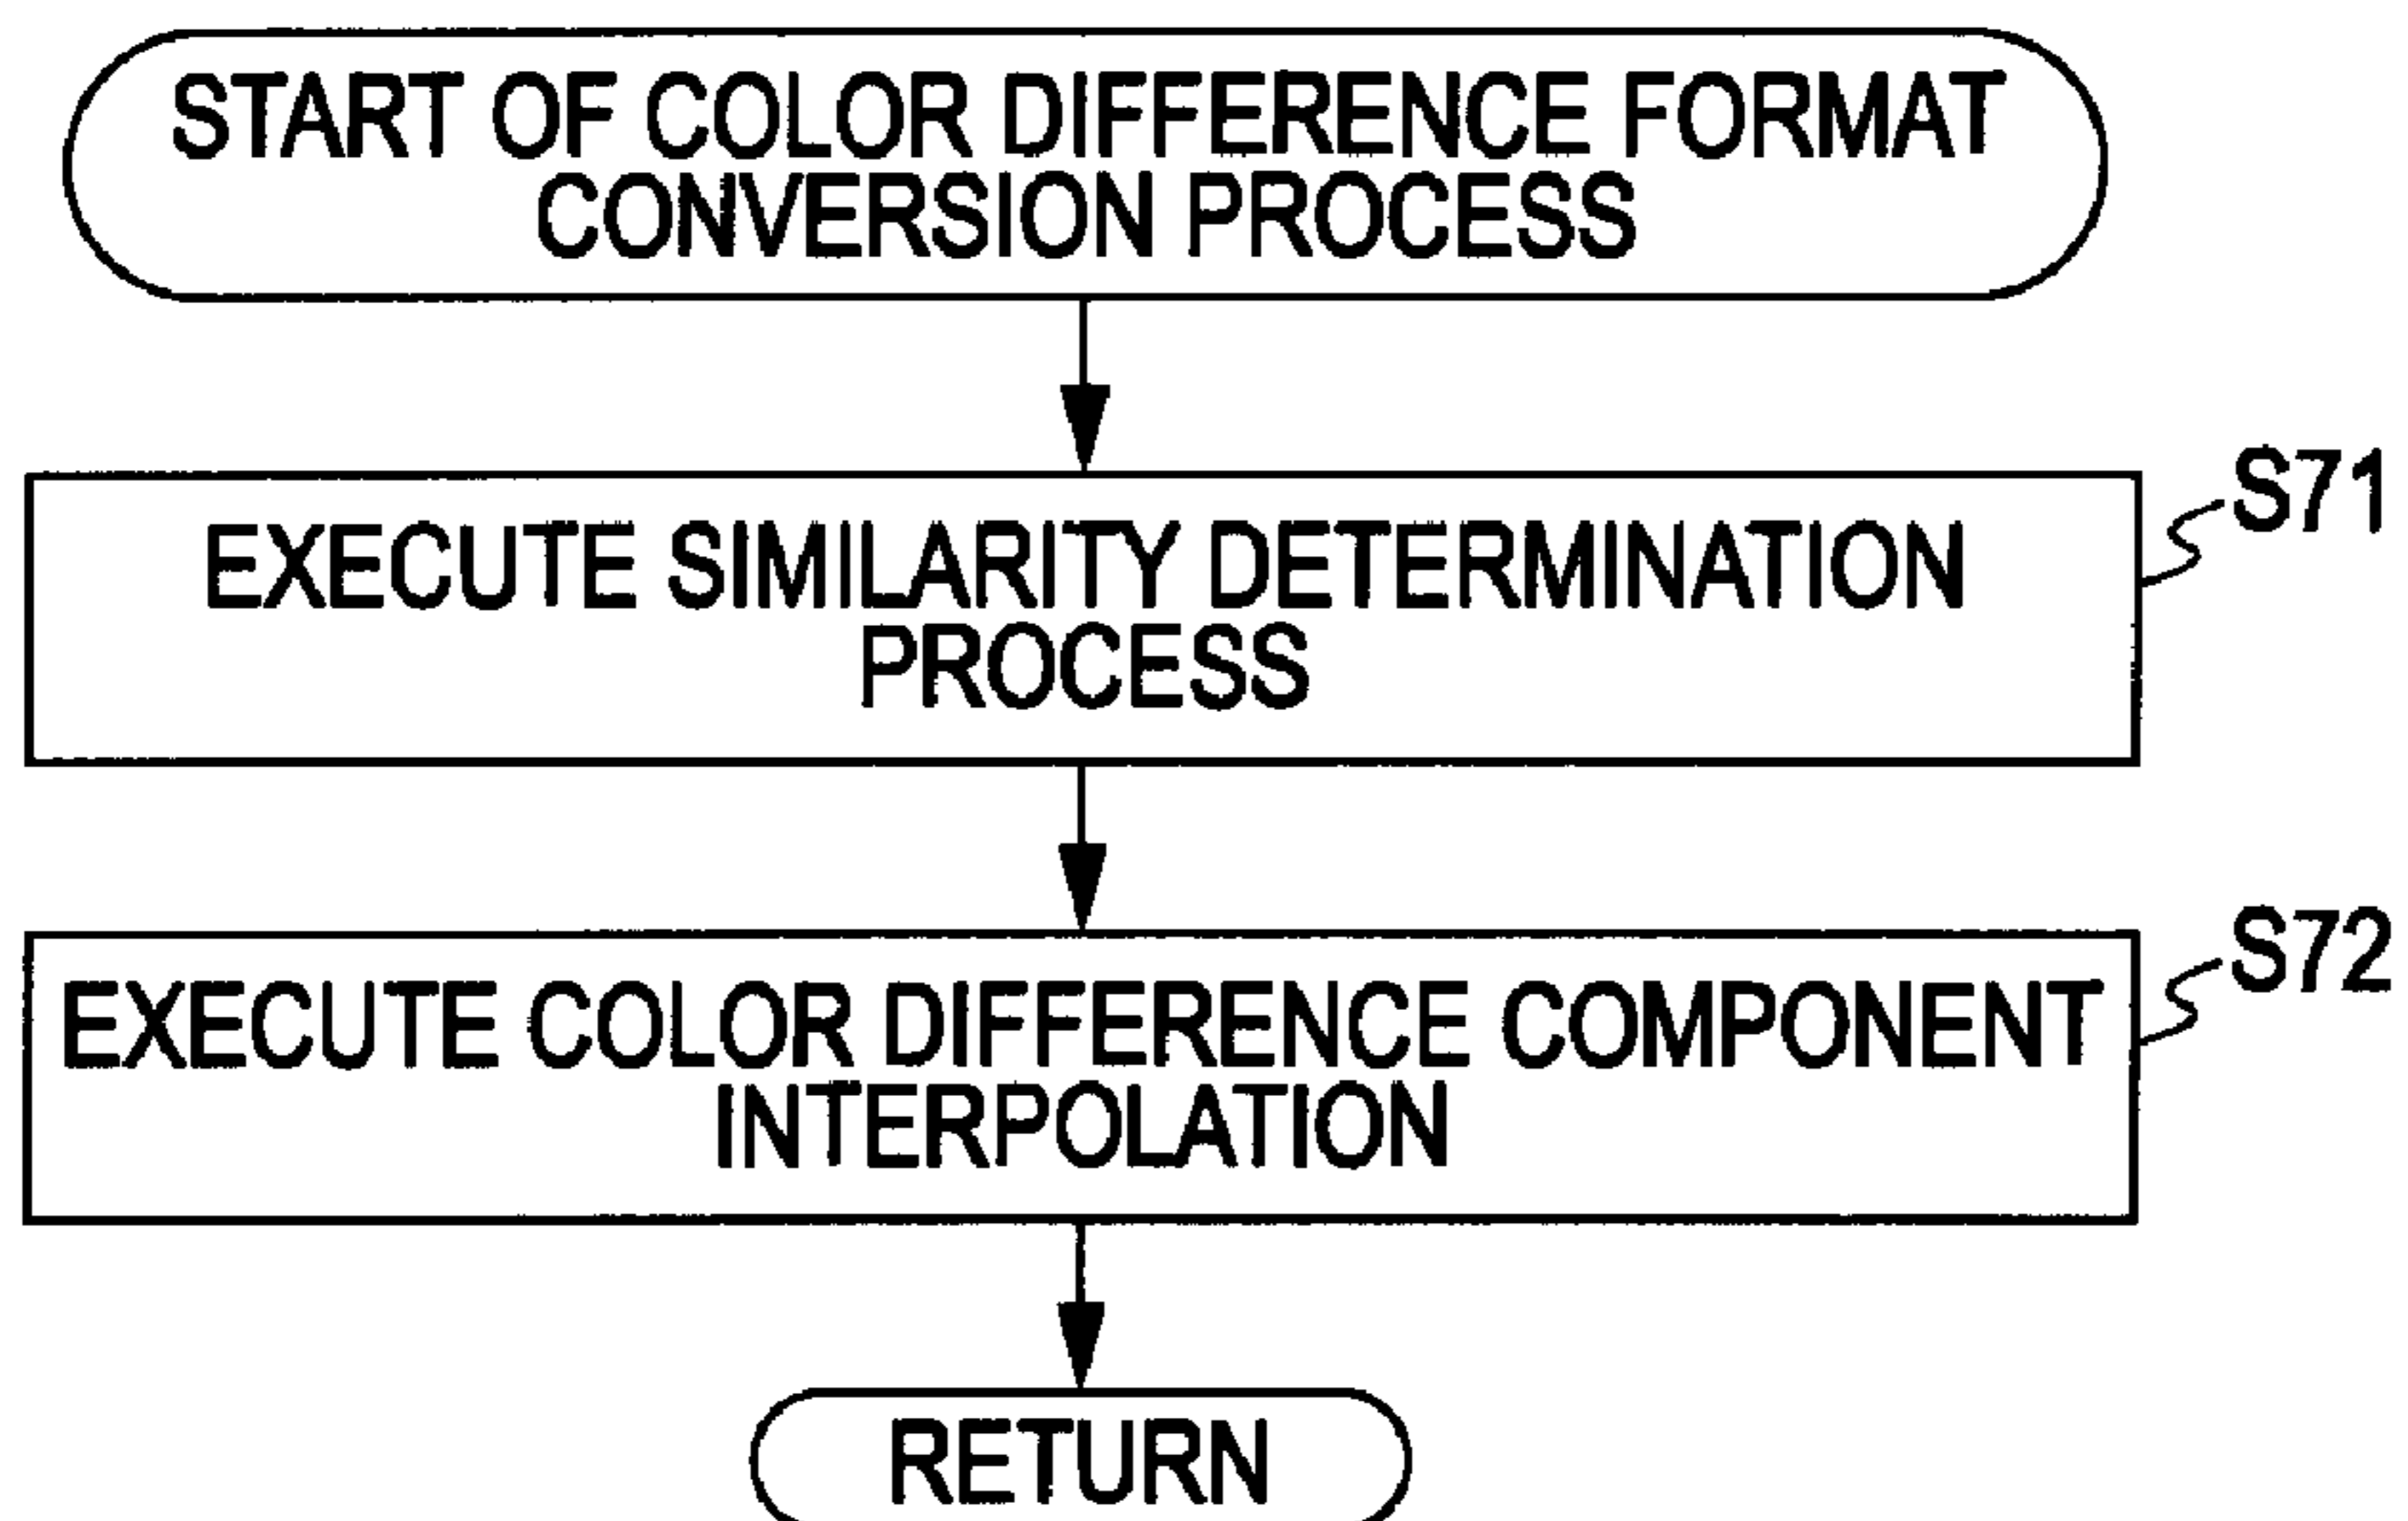 START OF COLOR DIFFERENCE FORMAT
CONVERSION PROCESS
S71
EXECUTE SIMILARITY DETERMINATION
PROCESS
S72
EXECUTE COLOR DIFFERENCE COMPONENT
INTERPOLATION
RETURN